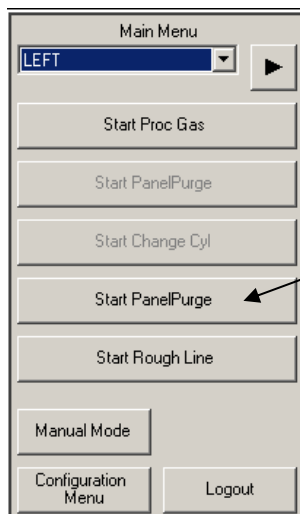 Main Menu
LEFT
Start Proc Gas
Start PanelPurge
Start Change Cyl
Start PanelPurge
Start Rough Line
Manual Mode
Configuration
Menu
Logout